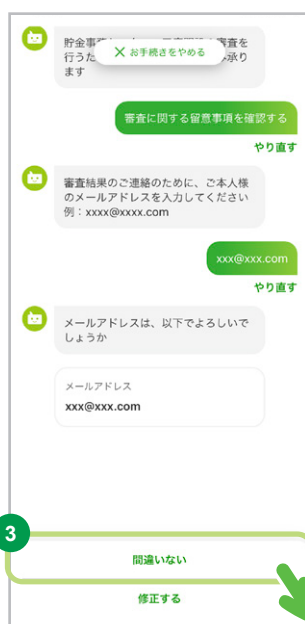 貯金事
行うた
ます
お手続きをやめる
審査を
承り
審査に関する留意事項を確認する
やり直す
審査結果のご連絡のために、ご本人様
のメールアドレスを入力してください
例：xxxx@xxxx.com
xxx@xxx.com
やり直す
メールアドレスは、以下でよろしいで
しょうか
メールアドレス
xxx@xxx.com
3
間違いない
修正する